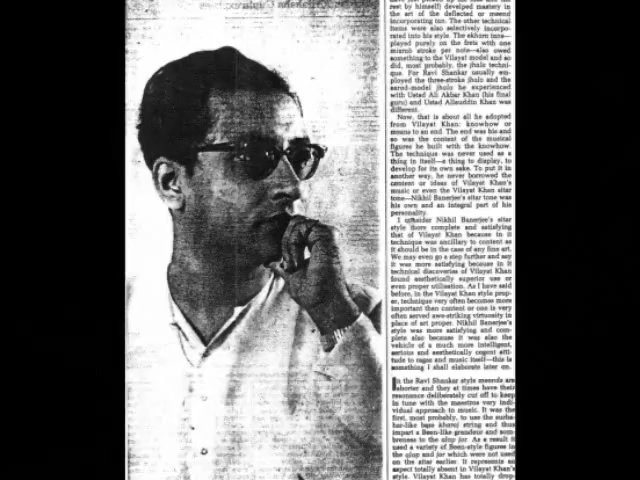 rest by himself) develped mastery in
the art of the deflected or meend
incorporating tan. The other technical
items were also selectively incorpo-
rated into his style. The ekhara tans—
played purely on the frets with one
mizrab stroke per note—also owed
something to the Vilayat model and so
did, most probably, the jhala techni-
que. For Ravi Shankar usually em-
ployed the three-stroke jhala and the
sarod-model jhala he experienced
with Ustad Ali Akbar Khan (his final
guru) and Ustad Allauddin Khan was
different.
Now, that is about all he adopted
from Vilayat Khan: knowhow or
means to an end. The end was his and
so was the content of the musical
figures he built with the knowhow.
The technique was never used as a
thing in itself—a thing to display, to
develop for its own sake. To put it in
another way, he never borrowed the
content or ideas of Vilayat Khan's
music or even the Vilayat Khan sitar
tone—Nikhil Banerjee's sitar tone was
his own and an integral part of his
personality.
I consider Nikhil Banerjee's sitar
style more complete and satisfying
that of Vilayat Khan because in it
technique was ancillary to content as
it should be in the case of any fine art.
We may even go a step further and say
it was more satisfying because in it
technical discoveries of Vilayat Khan
found aesthetically superior use or
even proper utilisation. As I have said
before, in the Vilayat Khan style prop-
er, technique very often becomes more
important than content or one is very
often served awe-striking virtuosity in
place of art proper. Nikhil Banerjee's
style was more satisfying and com-
plete also because it was also the
vehicle of a much more intelligent,
serious and aesthetically cogent atti-
tude to ragas and music itself—this is
something I shall elaborate later on.
In the Ravi Shankar style meends are
shorter and they at times have their
resonance deliberately cut off to keep
in tune with the maestros very indi-
vidual approach to music. It was the
first, most probably, to use the surba-
har-like bass kharaj string and thus
impart a Been-like grandeur and som-
breness to the alap jor. As a result it
used a variety of Been-style figures in
the alap and jor which were not used
on the sitar earlier. It represents an
aspect totally absent in Vilayat Khan's
style. Vilayat Khan has totally drop-